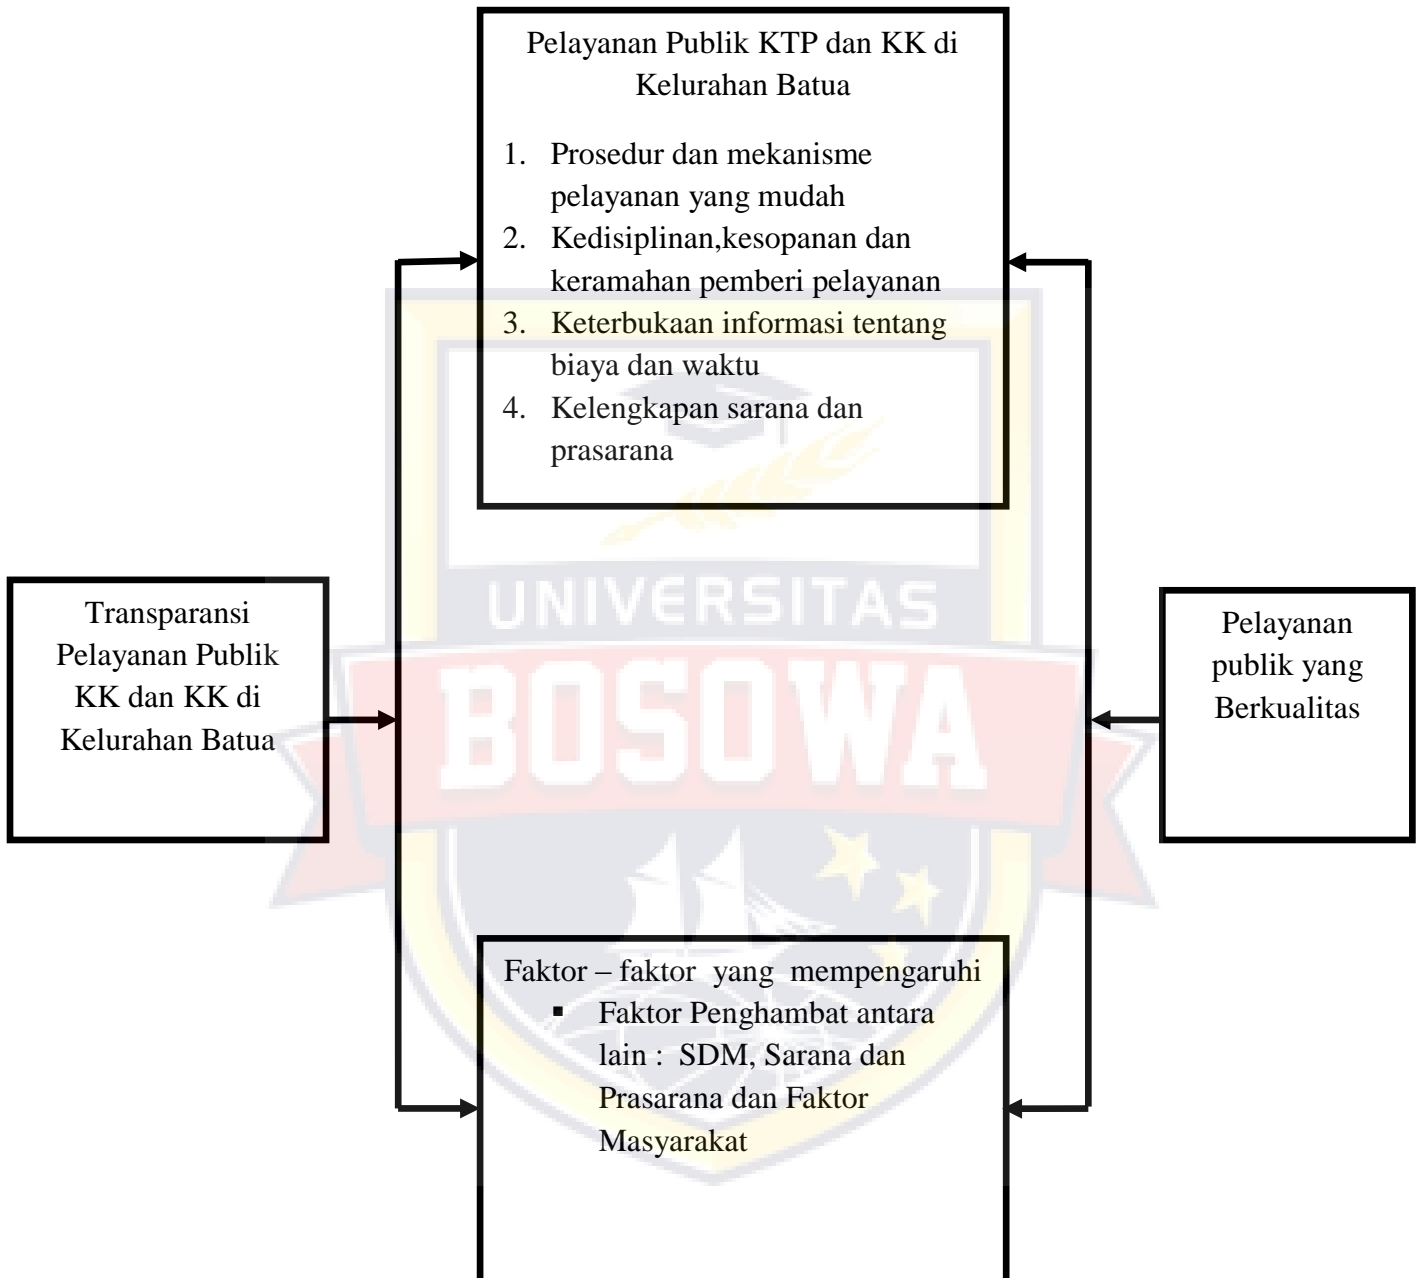 Pelayanan Publik KTP dan KK di
Kelurahan Batua
1. Prosedur dan mekanisme
pelayanan yang mudah
2. Kedisiplinan,kesopanan dan
keramahan pemberi pelayanan
3. Keterbukaan informasi tentang
biaya dan waktu
4. Kelengkapan sarana dan
prasarana
Transparansi
Pelayanan Publik
KK dan KK di
Kelurahan Batua
UNIVERSITAS
BOSOWA
Pelayanan
publik yang
Berkualitas
Faktor – faktor yang mempengaruhi
▪ Faktor Penghambat antara
lain : SDM, Sarana dan
Prasarana dan Faktor
Masyarakat